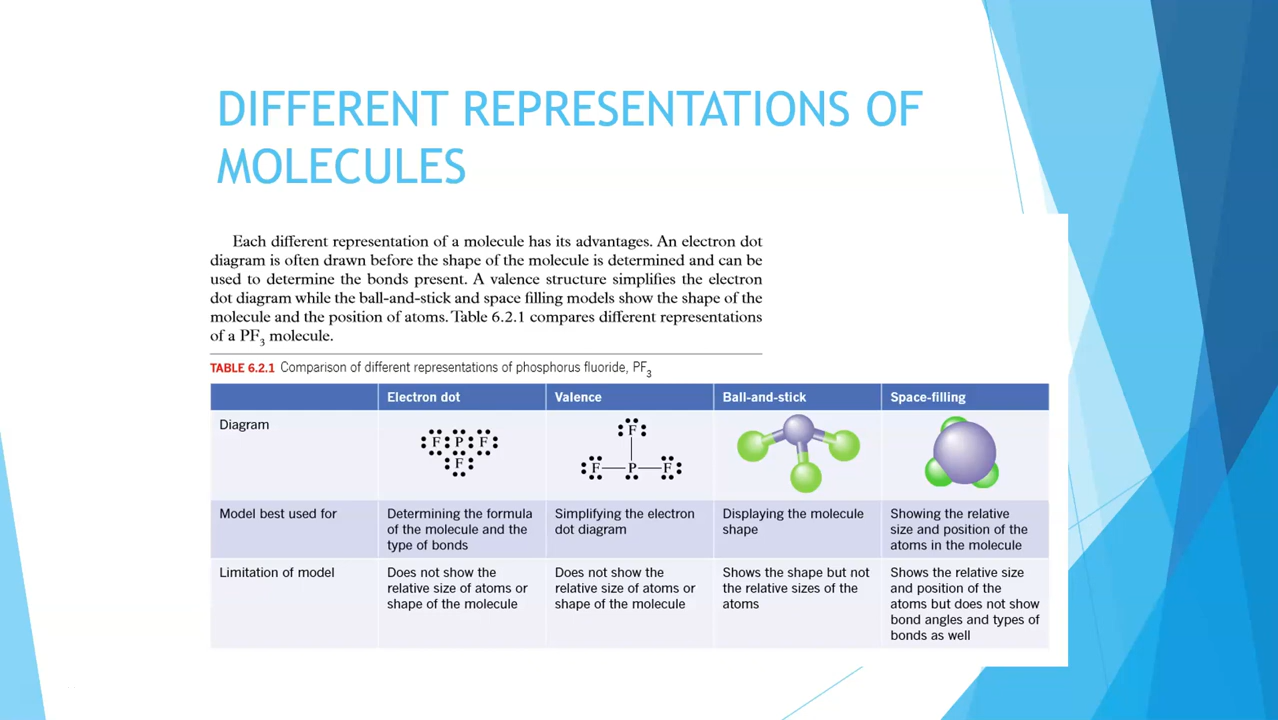 DIFFERENT REPRESENTATIONS OF
MOLECULES
Each different representation of a molecule has its advantages. An electron dot
diagram is often drawn before the shape of the molecule is determined and can be
used to determine the bonds present. A valence structure simplifies the electron
dot diagram while the ball-and-stick and space filling models show the shape of the
molecule and the position of atoms. Table 6.2.1 compares different representations
of a PF3 molecule.
TABLE 6.2.1 Comparison of different representations of phosphorus fluoride, PF3
Electron dot
Valence
Ball-and-stick
Space-filling
Diagram
F P F
F
F
F P F
Model best used for
Determining the formula
of the molecule and the
type of bonds
Simplifying the electron
dot diagram
Displaying the molecule
shape
Showing the relative
size and position of the
atoms in the molecule
Limitation of model
Does not show the
relative size of atoms or
shape of the molecule
Does not show the
relative size of atoms or
shape of the molecule
Shows the shape but not
the relative sizes of the
atoms
Shows the relative size
and position of the
atoms but does not show
bond angles and types of
bonds as well